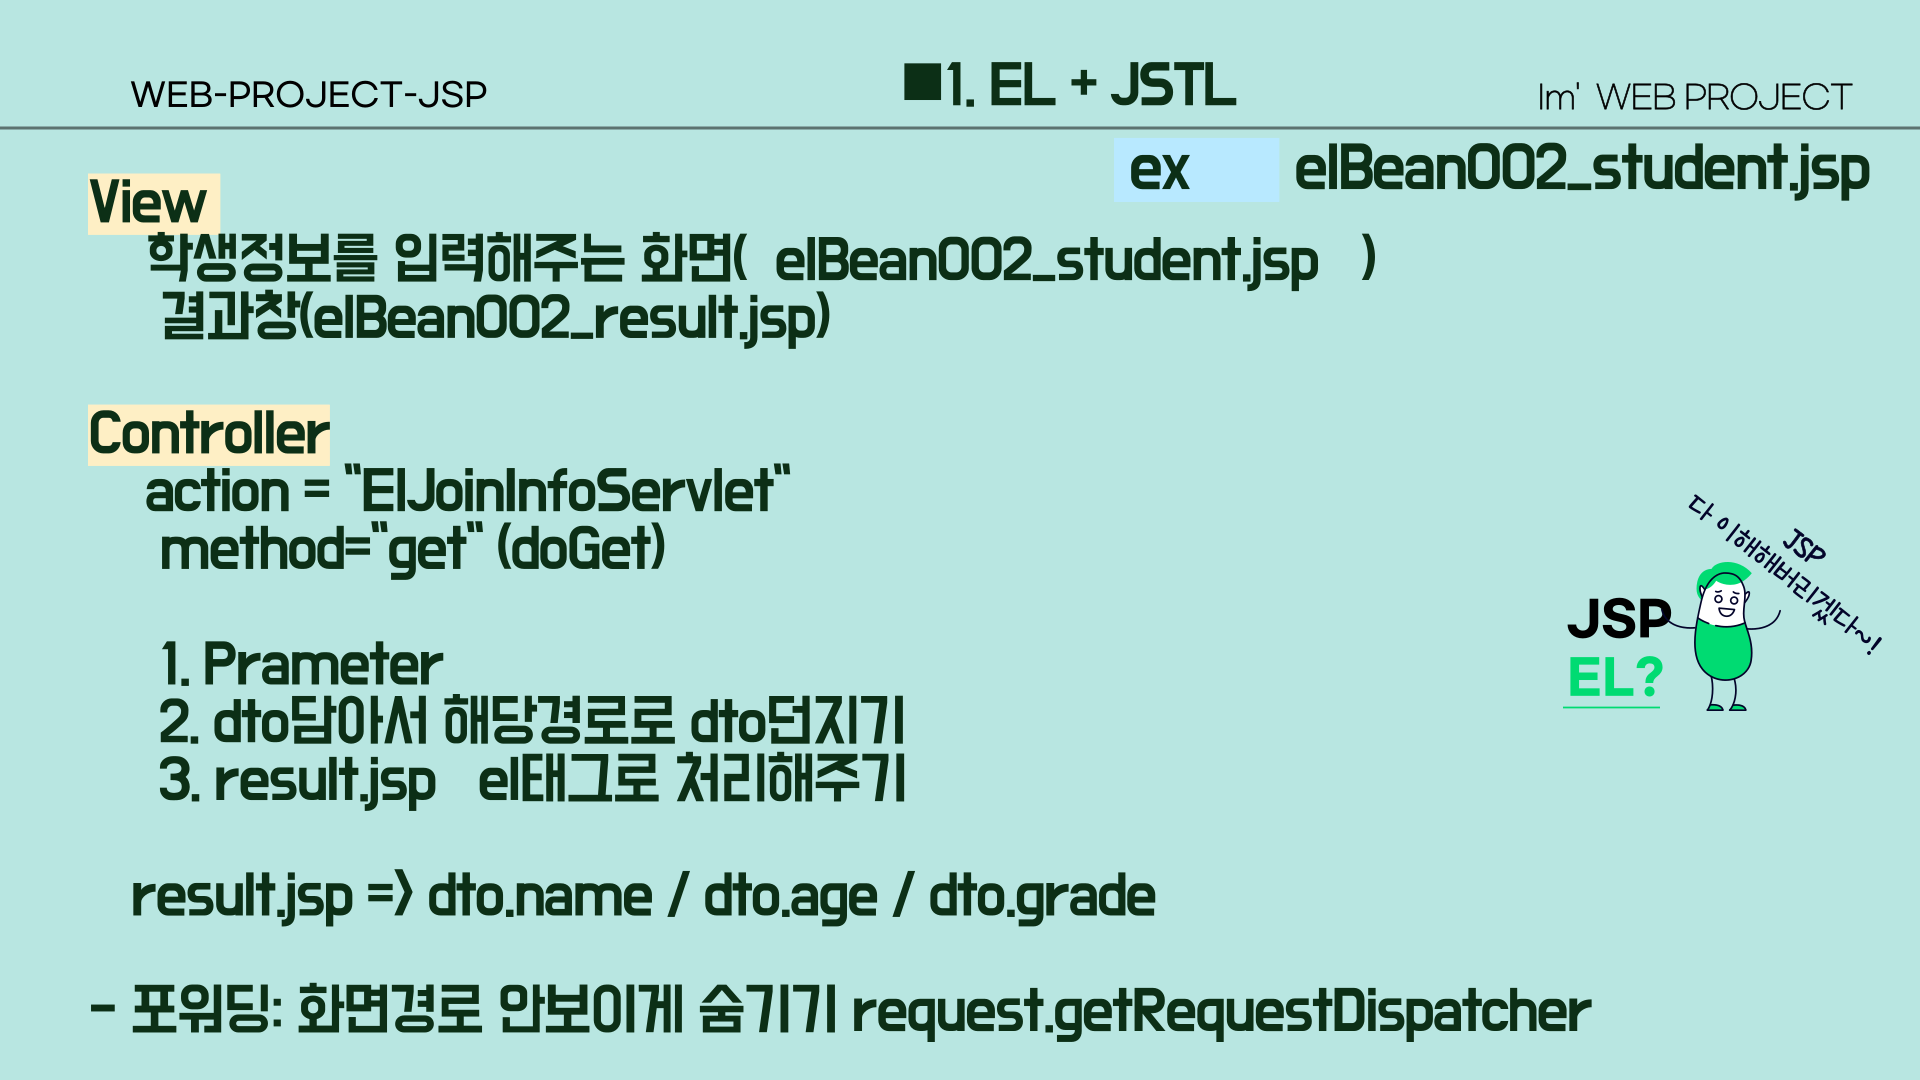 WEB-PROJECT-JSP
■1. EL + JSTL
Im' WEB PROJECT
ex elBean002_student.jsp
View
학생정보를 입력해주는 화면( elBean002_student.jsp )
결과창(elBean002_result.jsp)
Controller
action = "ElJoinInfoServlet"
method="get" (doGet)
1. Prameter
2. dto담아서 해당경로로 dto던지기
3. result.jsp el태그로 처리해주기
result.jsp => dto.name / dto.age / dto.grade
- 포워딩: 화면경로 안보이게 숨기기 request.getRequestDispatcher
JSP
다 이해해버리겠다~!
JSP
EL?